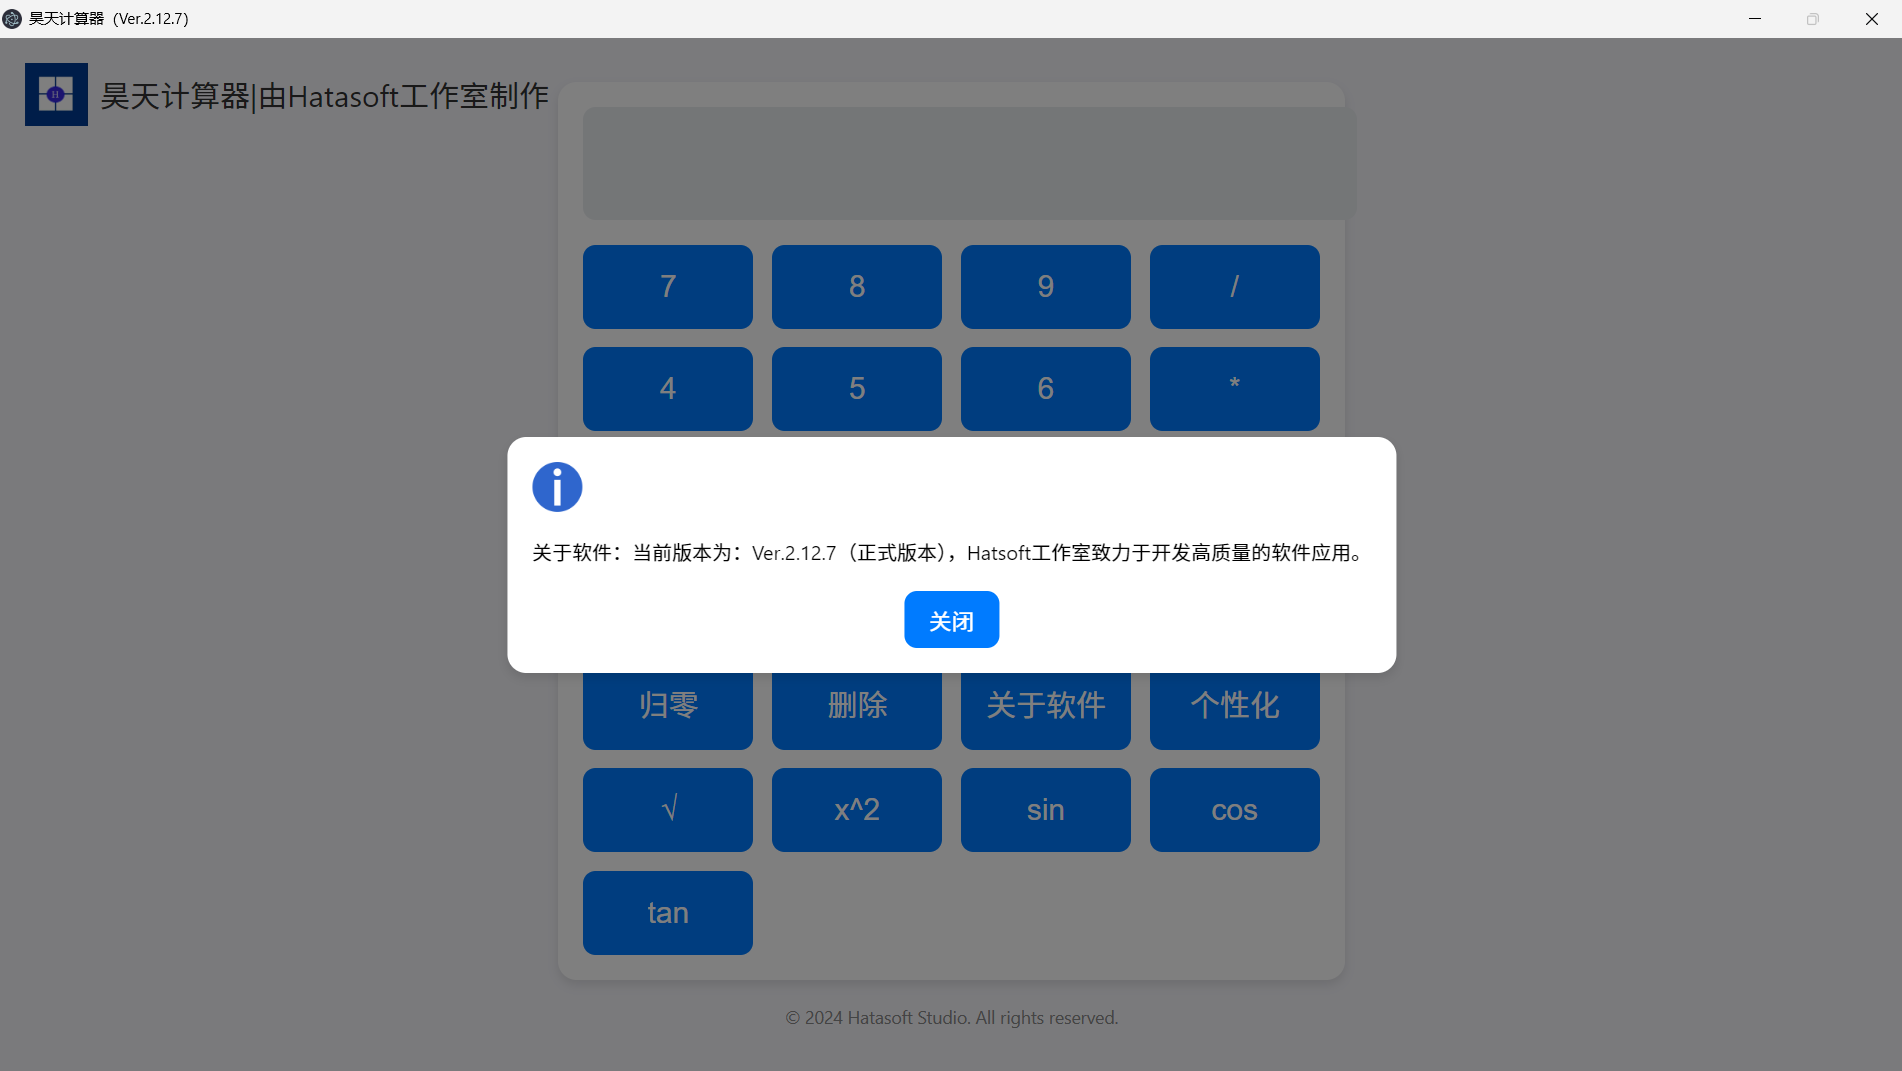 昊天计算器（Ver.2.12.7）
H
昊天计算器|由Hatasoft工作室制作
7 8 9 /
4 5 6 *
关于软件：当前版本为：Ver.2.12.7（正式版本），Hatsoft工作室致力于开发高质量的软件应用。
关闭
归零 删除 关于软件 个性化
√ x^2 sin cos
tan
© 2024 Hatasoft Studio. All rights reserved.